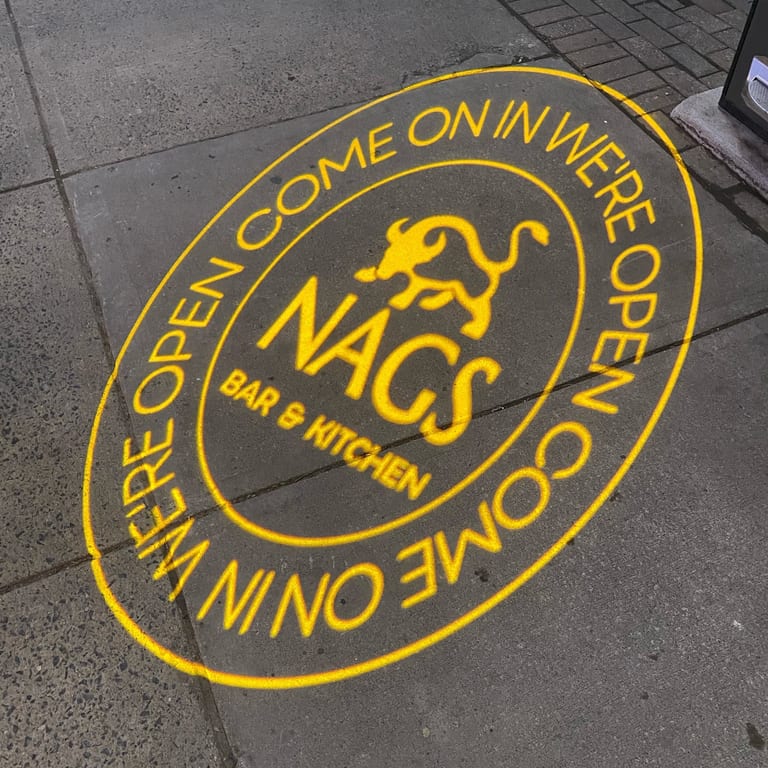 WE'RE OPEN COME ON IN WE'RE OPEN COME ON IN
NAGS
BAR & KITCHEN